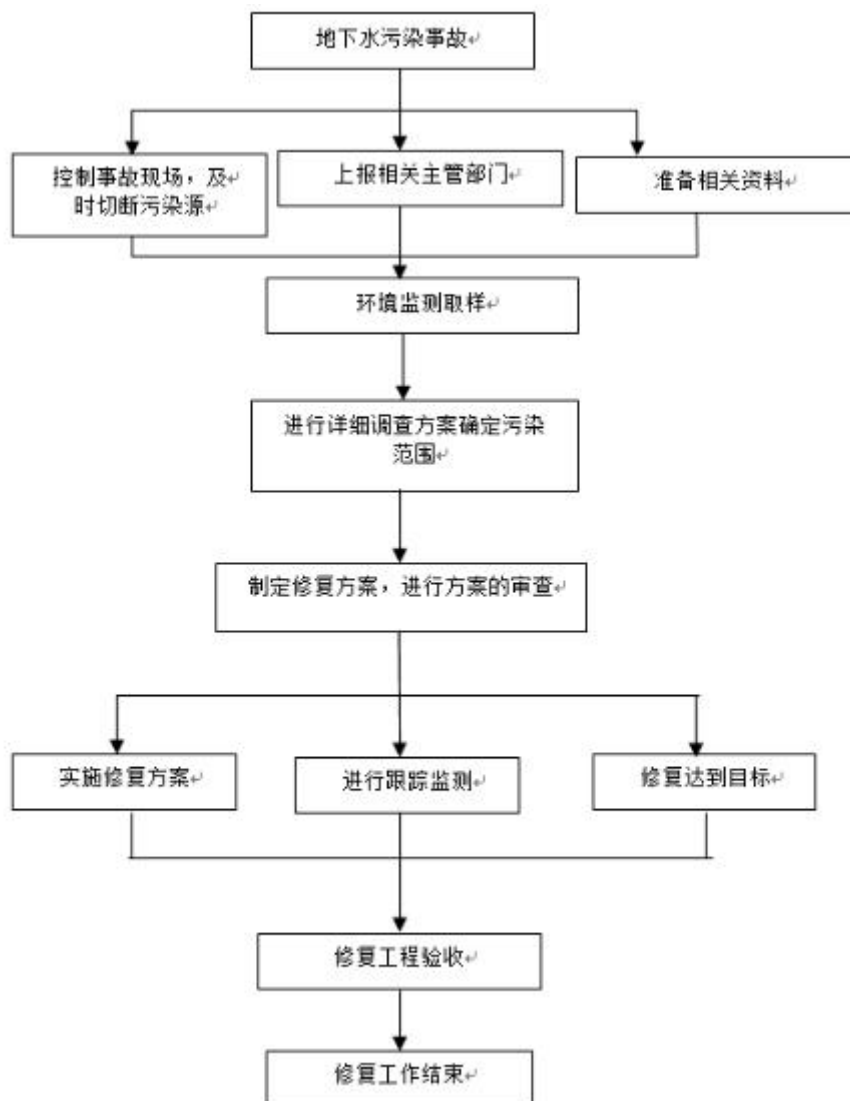 地下水污染事故
控制事故现场，及
时切断污染源
上报相关主管部门
准备相关资料
环境监测取样
进行详细调查方案确定污染
范围
制定修复方案，进行方案的审查
实施修复方案
进行跟踪监测
修复达到目标
修复工程验收
修复工作结束